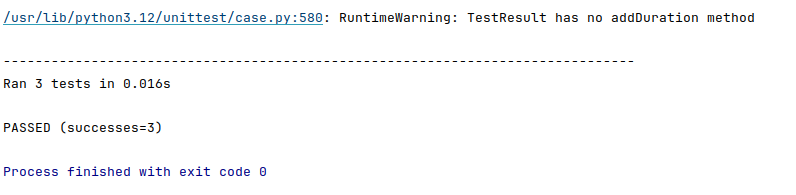 /usr/lib/python3.12/unittest/case.py:580: RuntimeWarning: TestResult has no addDuration method
-------------------------------------------------------------------------------
Ran 3 tests in 0.016s
PASSED (successes=3)
Process finished with exit code 0